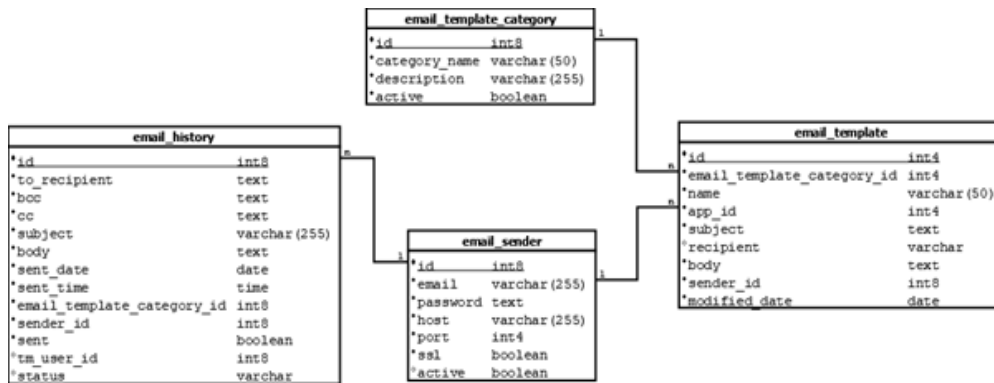 email_template_category
id int8
category_name varchar(50)
description varchar(255)
active boolean
1
email_history
id int8
to_recipient text
bcc text
cc text
subject varchar(255)
body text
sent_date date
sent_time time
email_template_category_id int8
sender_id int8
sent boolean
tm_user_id int8
status varchar
n
1
email_sender
id int8
email varchar(255)
password text
host varchar(255)
port int4
ssl boolean
active boolean
1
email_template
id int4
email_template_category_id int4
name varchar(50)
app_id int4
subject text
recipient varchar
body text
sender_id int8
modified_date date
n
n